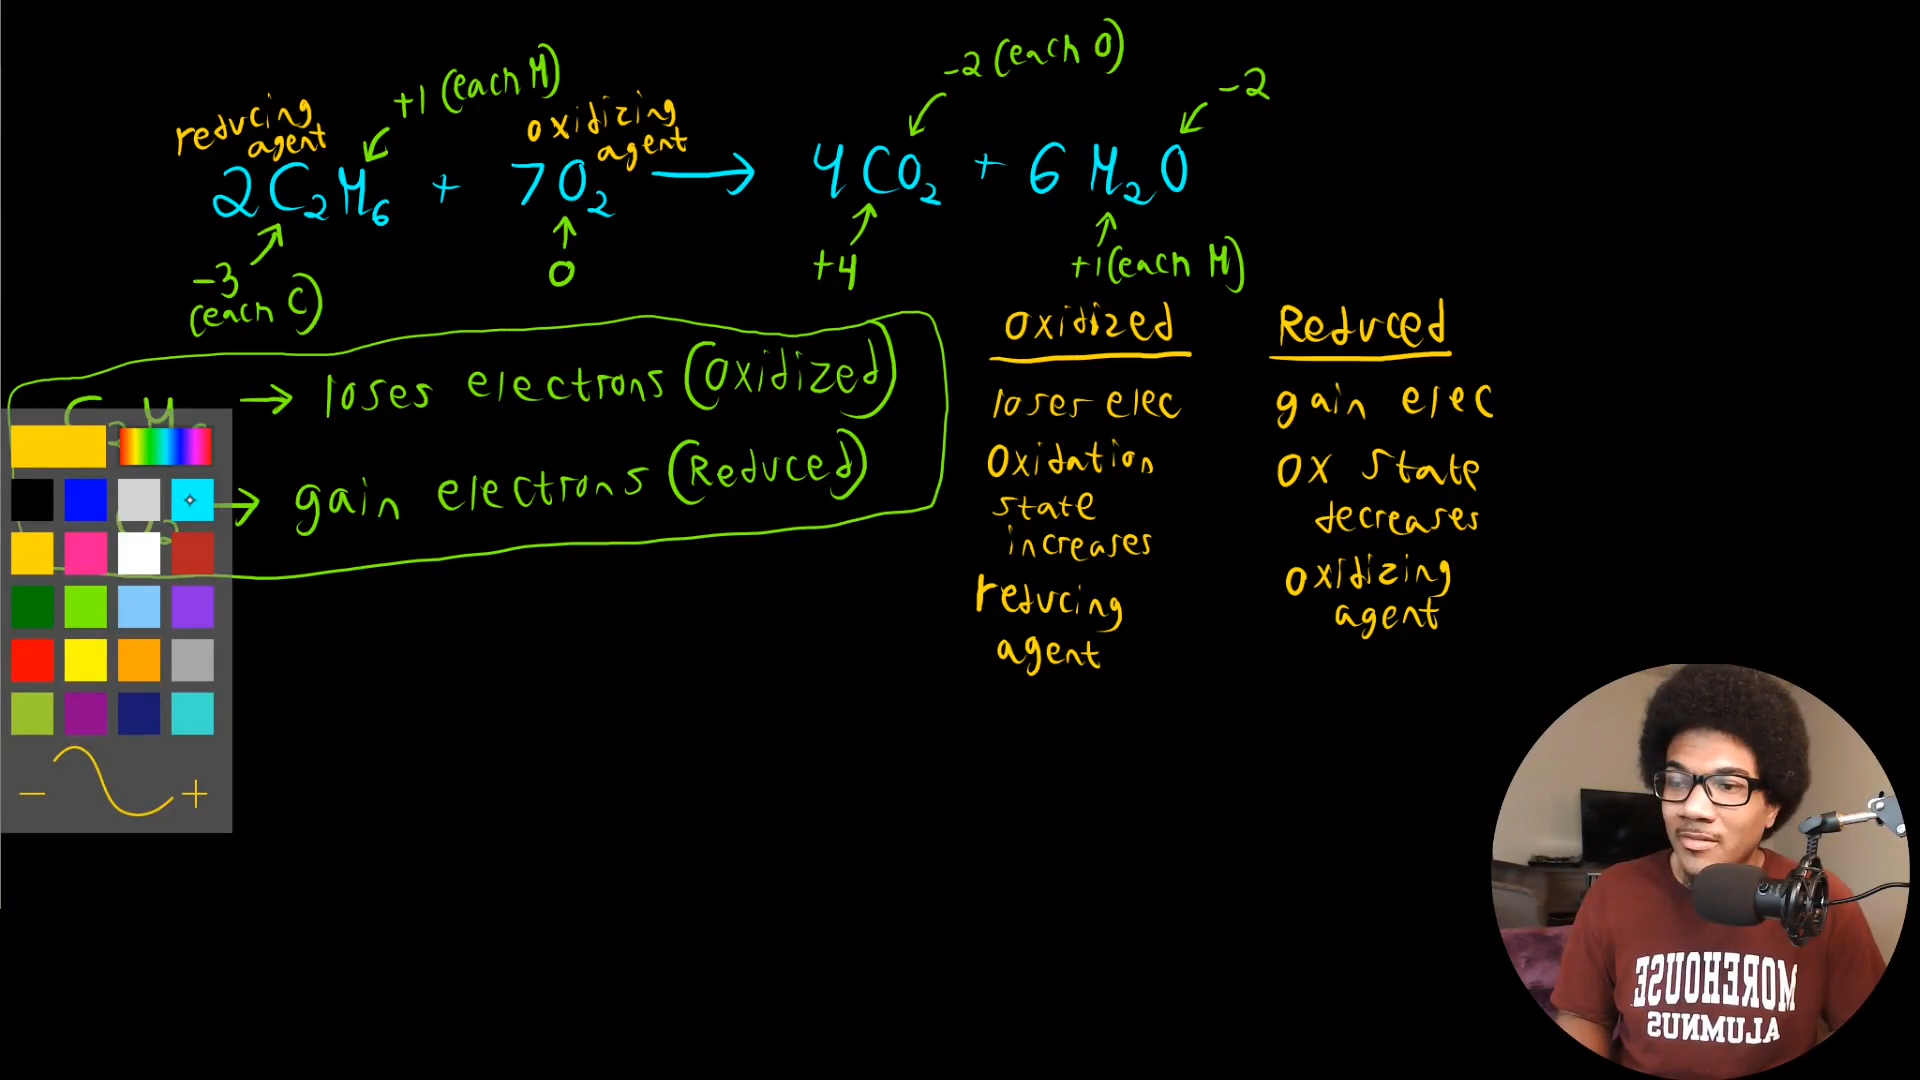 -2 (each O)
+1 (each H)
-2
reducing
agent
oxidizing
agent
2C₂H₆ + 7O₂ → 4CO₂ + 6H₂O
-3
(each C)
0
+4
+1(each H)
→ loses electrons (oxidized)
→ gain electrons (Reduced)
Oxidized
loses elec
Oxidation
state
increases
reducing
agent
Reduced
gain elec
ox state
decreases
oxidizing
agent
- +
MOREHOUSE
ALUMNUS